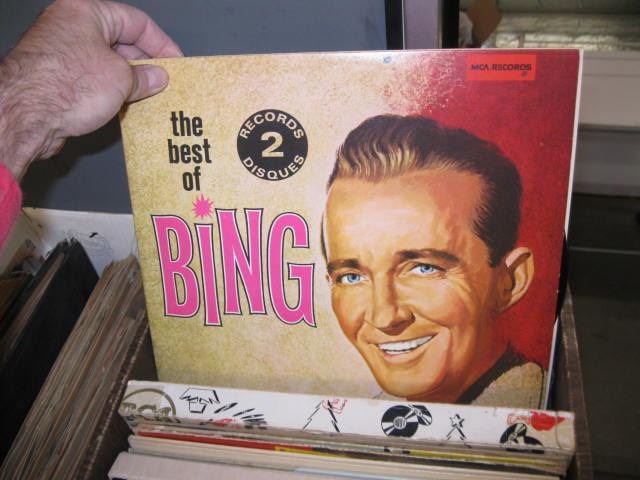 MCA RECORDS
the
best
of
RECORDS
2
DISQUES
BiNG